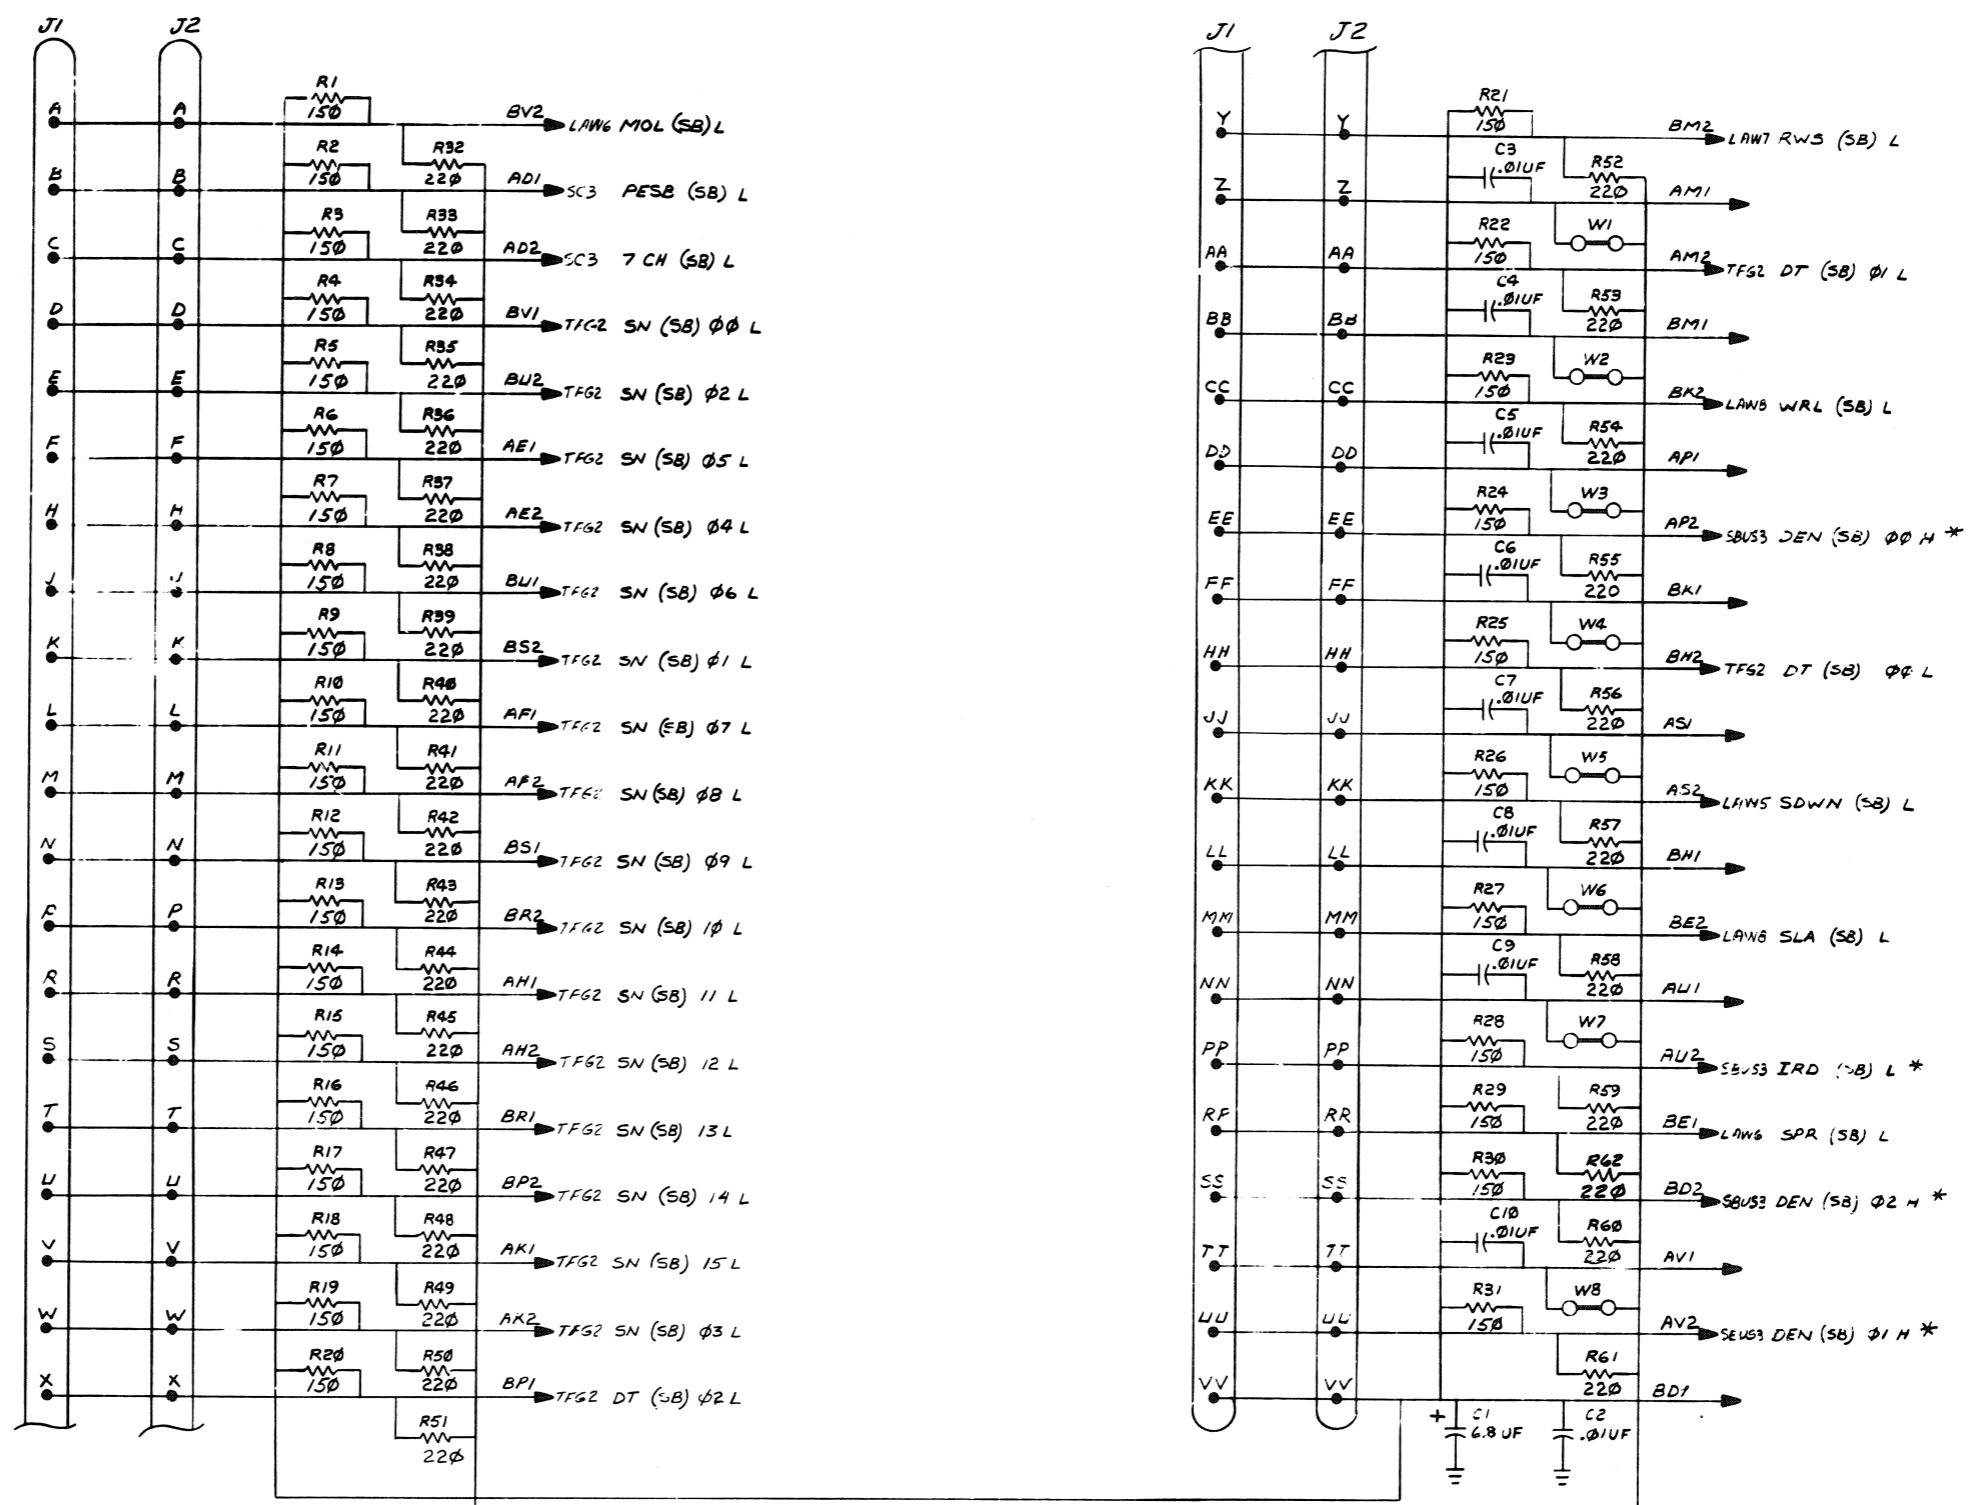 J1 J2
R1
A A 150 BV2 LAW6 MOL (SB) L
R2 R32
B B 150 220 AD1 SC3 PESB (SB) L
R3 R33
C C 150 220 AD2 SC3 7 CH (SB) L
R4 R34
D D 150 220 BV1 TFG2 SN (SB) ØØ L
R5 R35
E E 150 220 BU2 TFG2 SN (SB) Ø2 L
R6 R36
F F 150 220 AE1 TFG2 SN (SB) Ø5 L
R7 R37
H H 150 220 AE2 TFG2 SN (SB) Ø4 L
R8 R38
J J 150 220 BU1 TFG2 SN (SB) Ø6 L
R9 R39
K K 150 220 BS2 TFG2 SN (SB) Ø1 L
R10 R40
L L 150 220 AF1 TFG2 SN (SB) Ø7 L
R11 R41
M M 150 220 AF2 TFG2 SN (SB) Ø8 L
R12 R42
N N 150 220 BS1 TFG2 SN (SB) Ø9 L
R13 R43
P P 150 220 BR2 TFG2 SN (SB) 1Ø L
R14 R44
R R 150 220 AH1 TFG2 SN (SB) 11 L
R15 R45
S S 150 220 AH2 TFG2 SN (SB) 12 L
R16 R46
T T 150 220 BR1 TFG2 SN (SB) 13 L
R17 R47
U U 150 220 BP2 TFG2 SN (SB) 14 L
R18 R48
V V 150 220 AK1 TFG2 SN (SB) 15 L
R19 R49
W W 150 220 AK2 TFG2 SN (SB) Ø3 L
R20 R50
X X 150 220 BP1 TFG2 DT (SB) Ø2 L
R51
220
J1 J2
R21
Y Y 150 BM2 LAW7 RWS (SB) L
C3 .01UF R52
Z Z 220 AM1
R22 W1
AA AA 150 AM2 TFG2 DT (SB) Ø1 L
C4 .01UF R53
BB BB 220 BM1
R23 W2
CC CC 150 BK2 LAW8 WRL (SB) L
C5 .01UF R54
DD DD 220 AP1
R24 W3
EE EE 150 AP2 SBUS3 DEN (SB) ØØ H *
C6 .01UF R55
FF FF 220 BK1
R25 W4
HH HH 150 BH2 TFG2 DT (SB) L
C7 .01UF R56
JJ JJ 220 AS1
R26 W5
KK KK 150 AS2 LAW5 SDWN (SB) L
C8 .01UF R57
LL LL 220 BH1
R27 W6
MM MM 150 BE2 SLA (SB) L
C9 .01UF R58
NN NN 220 AU1
R28 W7
PP PP 150 AU2 SBUS3 IRD (SB) L *
R29 R59
RR RR 150 220 BE1 LAW6 SPR (SB) L
R30 R62
SS SS 150 220 BD2 SBUS3 DEN (SB) Ø2 H *
C10 .01UF R60
TT TT 220 AV1
R31 W8
UU UU 150 AV2 SBUS3 DEN (SB) Ø1 H *
R61
VV VV 220 BD1
+ C1 C2
6.8 UF .01UF